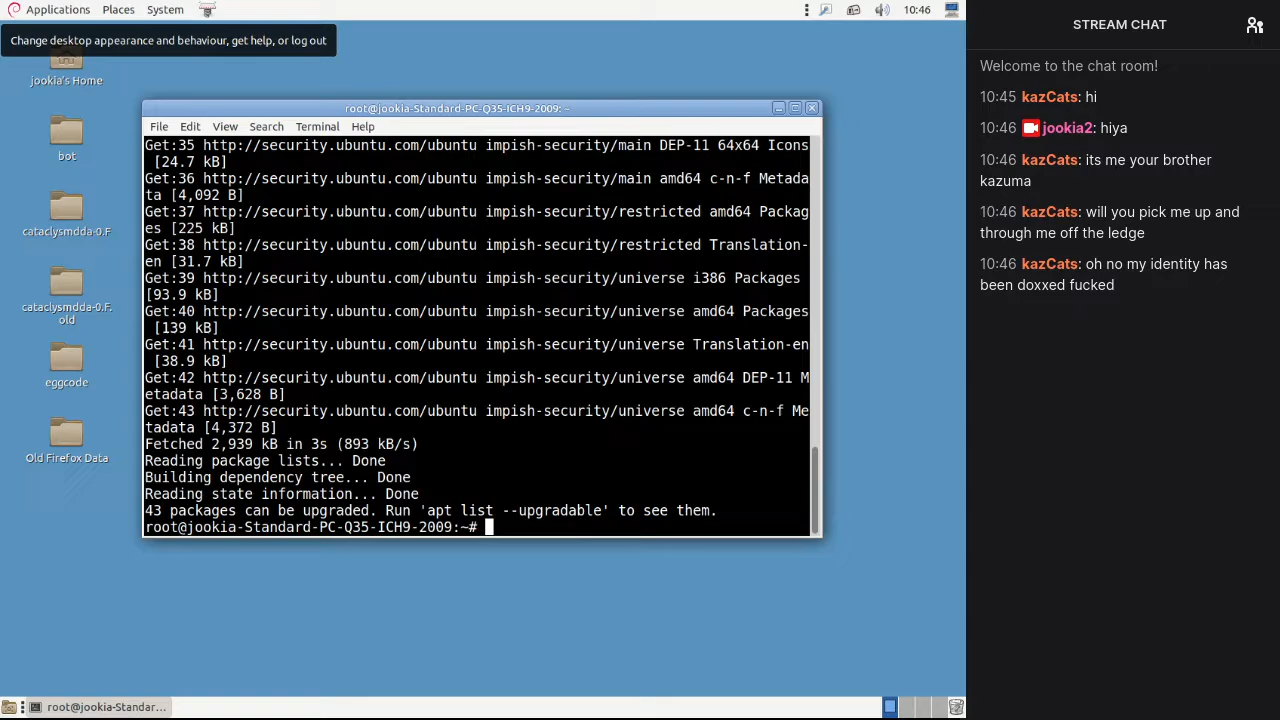 Applications Places System
10:46
Change desktop appearance and behaviour, get help, or log out
jookia's Home
bot
cataclysmdda-0.F
cataclysmdda-0.F.
old
eggcode
Old Firefox Data
root@jookia-Standard-PC-Q35-ICH9-2009: ~
File Edit View Search Terminal Help
Get:35 http://security.ubuntu.com/ubuntu impish-security/main DEP-11 64x64 Icons
[24.7 kB]
Get:36 http://security.ubuntu.com/ubuntu impish-security/main amd64 c-n-f Metada
ta [4,092 B]
Get:37 http://security.ubuntu.com/ubuntu impish-security/restricted amd64 Packag
es [225 kB]
Get:38 http://security.ubuntu.com/ubuntu impish-security/restricted Translation-
en [31.7 kB]
Get:39 http://security.ubuntu.com/ubuntu impish-security/universe i386 Packages
[93.9 kB]
Get:40 http://security.ubuntu.com/ubuntu impish-security/universe amd64 Packages
[139 kB]
Get:41 http://security.ubuntu.com/ubuntu impish-security/universe Translation-en
[38.9 kB]
Get:42 http://security.ubuntu.com/ubuntu impish-security/universe amd64 DEP-11 M
etadata [3,628 B]
Get:43 http://security.ubuntu.com/ubuntu impish-security/universe amd64 c-n-f Me
tadata [4,372 B]
Fetched 2,939 kB in 3s (893 kB/s)
Reading package lists... Done
Building dependency tree... Done
Reading state information... Done
43 packages can be upgraded. Run 'apt list --upgradable' to see them.
root@jookia-Standard-PC-Q35-ICH9-2009:~#
root@jookia-Standar...
STREAM CHAT
Welcome to the chat room!
10:45 kazCats: hi
10:46 jookia2: hiya
10:46 kazCats: its me your brother
kazuma
10:46 kazCats: will you pick me up and
through me off the ledge
10:46 kazCats: oh no my identity has
been doxxed fucked